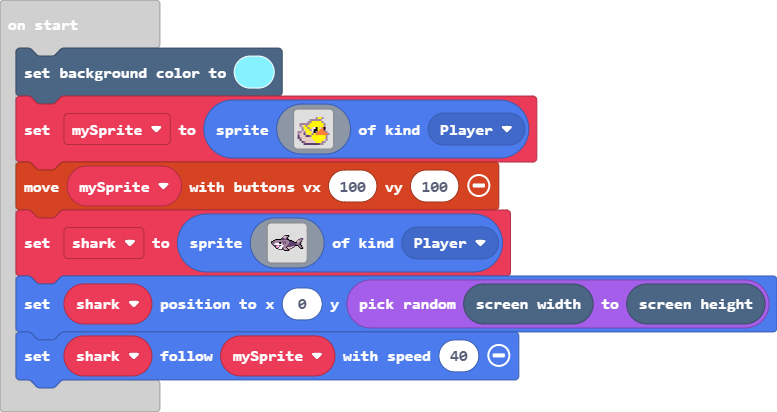 on start
set background color to
set mySprite to sprite of kind Player
move mySprite with buttons vx 100 vy 100
set shark to sprite of kind Player
set shark position to x 0 y pick random screen width to screen height
set shark follow mySprite with speed 40